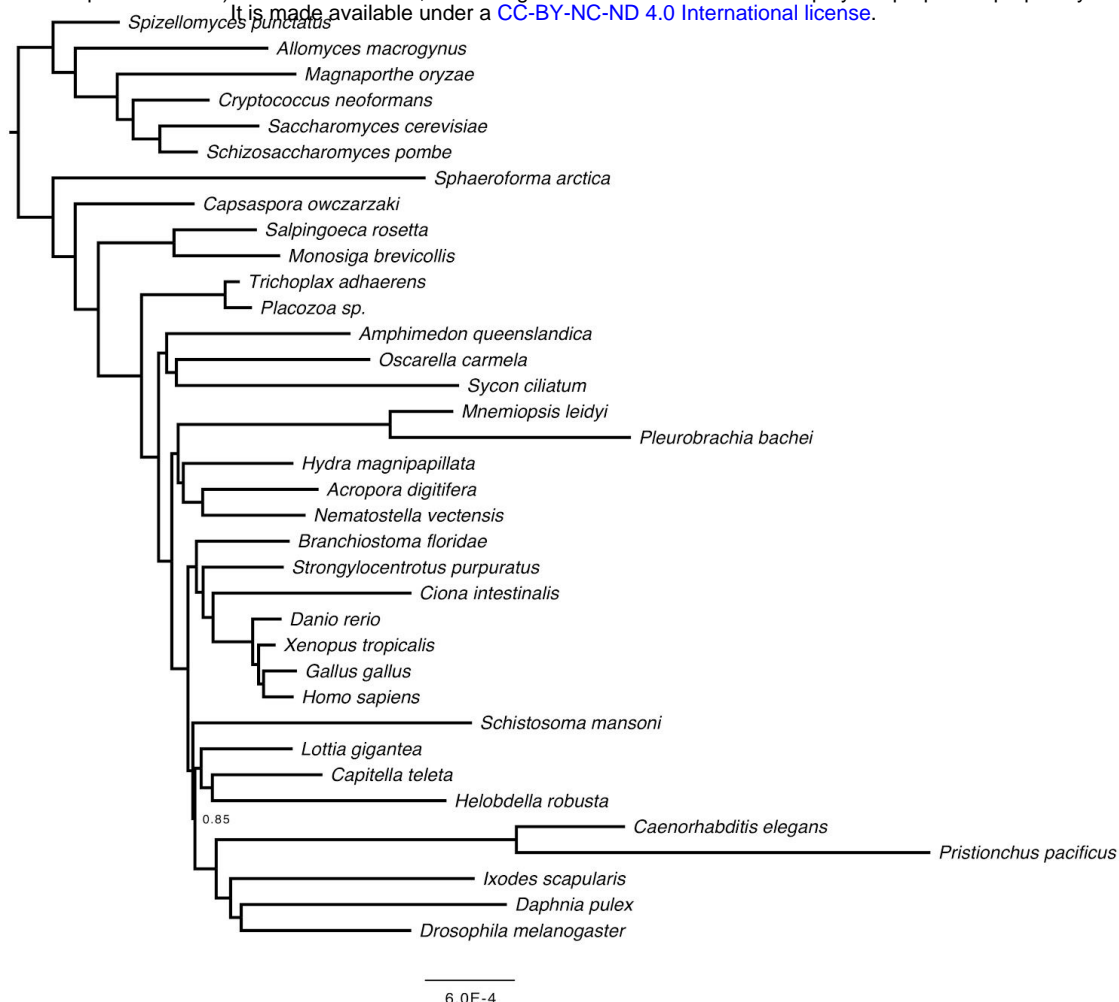 It is made available under a CC-BY-NC-ND 4.0 International license.
Spizellomyces punctatus
Allomyces macrogynus
Magnaporthe oryzae
Cryptococcus neoformans
Saccharomyces cerevisiae
Schizosaccharomyces pombe
Sphaeroforma arctica
Capsaspora owczarzaki
Salpingoeca rosetta
Monosiga brevicollis
Trichoplax adhaerens
Placozoa sp.
Amphimedon queenslandica
Oscarella carmela
Sycon ciliatum
Mnemiopsis leidyi
Pleurobrachia bachei
Hydra magnipapillata
Acropora digitifera
Nematostella vectensis
Branchiostoma floridae
Strongylocentrotus purpuratus
Ciona intestinalis
Danio rerio
Xenopus tropicalis
Gallus gallus
Homo sapiens
Schistosoma mansoni
Lottia gigantea
Capitella teleta
Helobdella robusta
0.85
Caenorhabditis elegans
Pristionchus pacificus
Ixodes scapularis
Daphnia pulex
Drosophila melanogaster
6.0E-4